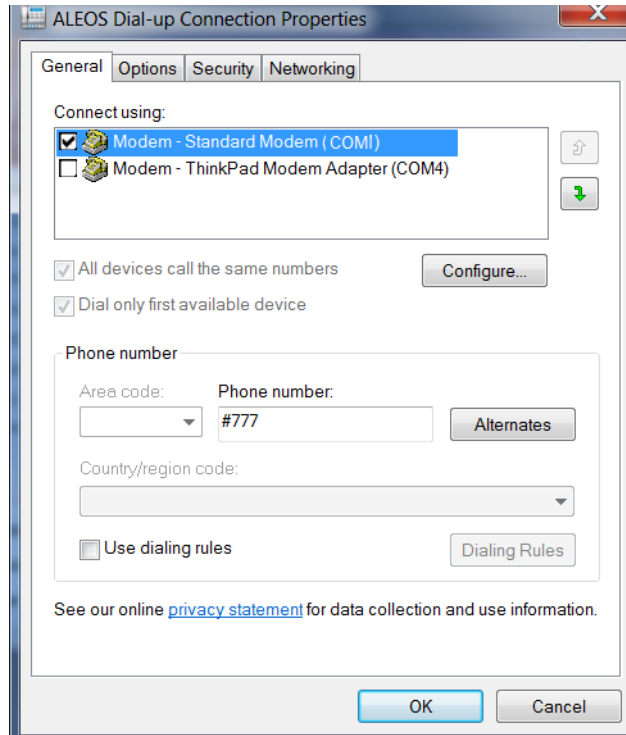 ALEOS Dial-up Connection Properties
General Options Security Networking
Connect using:
Modem - Standard Modem (COM1)
Modem - ThinkPad Modem Adapter (COM4)
All devices call the same numbers
Configure...
Dial only first available device
Phone number
Area code: Phone number:
#777
Alternates
Country/region code:
Use dialing rules
Dialing Rules
See our online privacy statement for data collection and use information.
OK Cancel